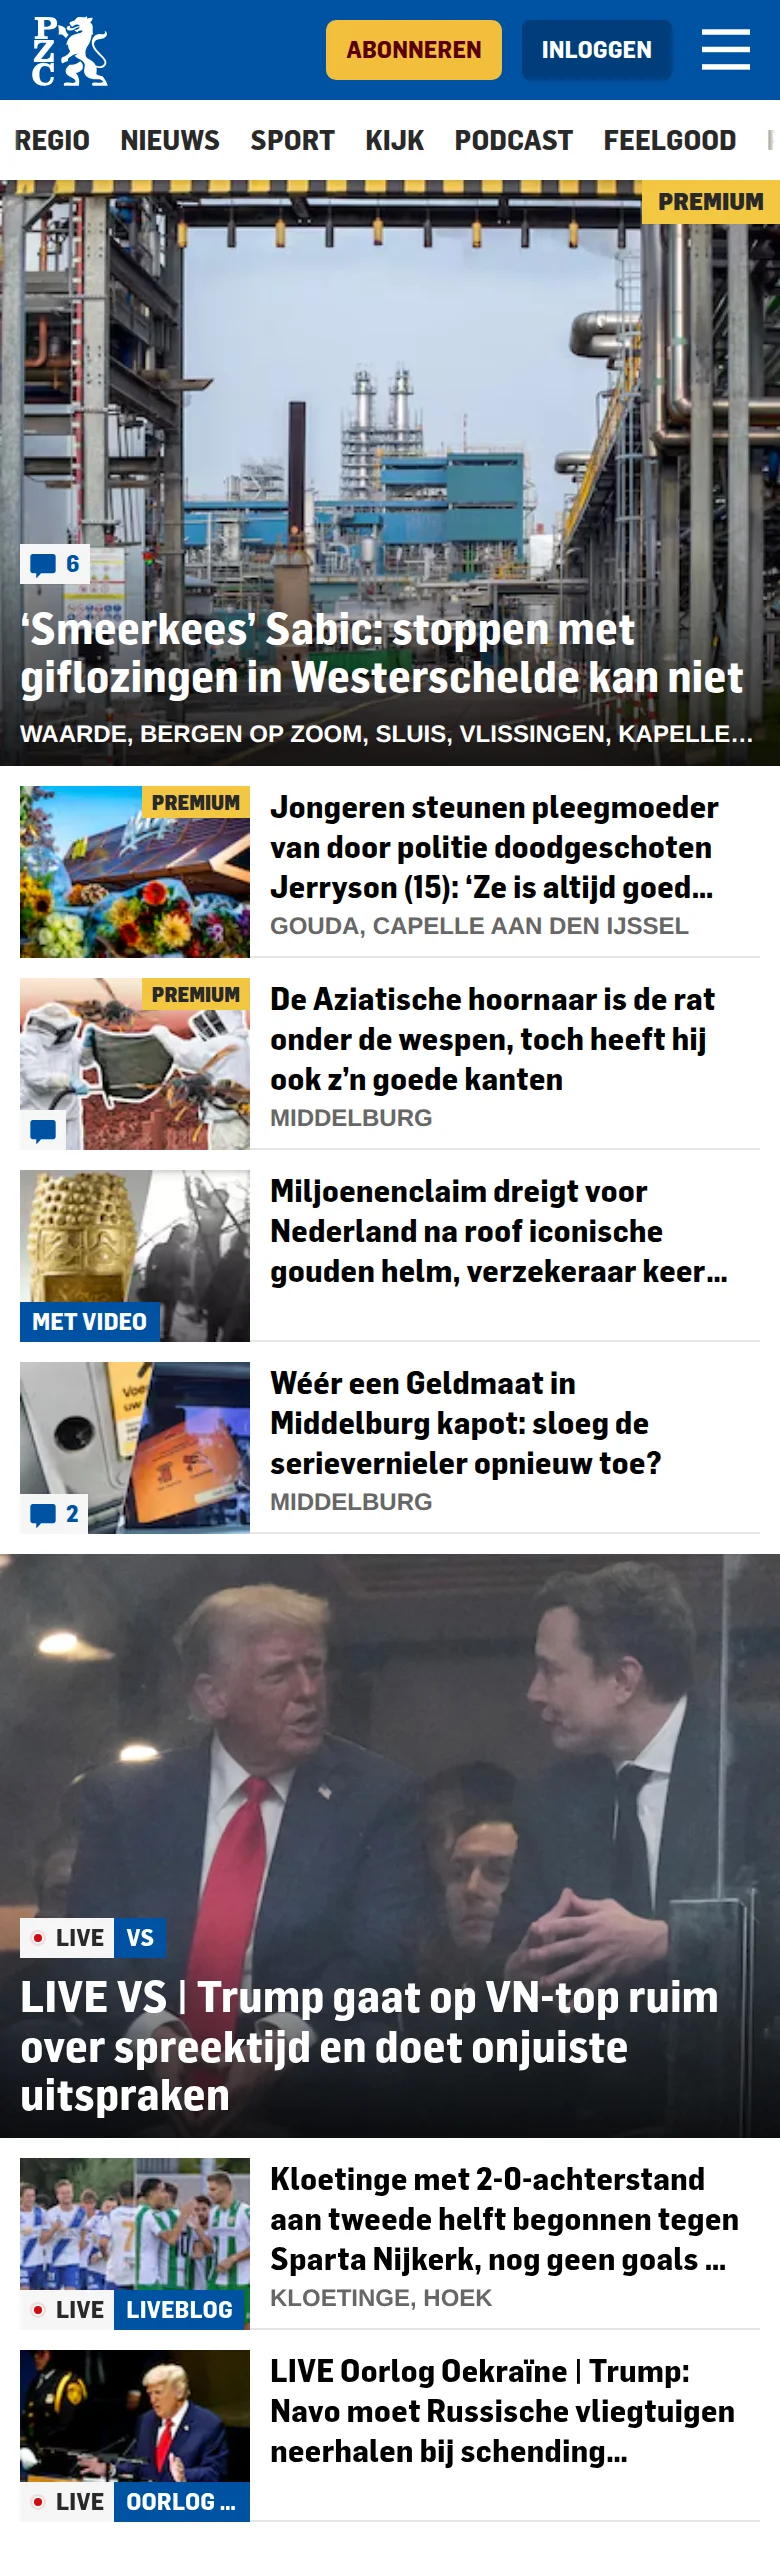 PZC
ABONNEREN
INLOGGEN
REGIO NIEUWS SPORT KIJK PODCAST FEELGOOD
PREMIUM
6
‘Smeerkees’ Sabic: stoppen met
giflozingen in Westerschelde kan niet
WAARDE, BERGEN OP ZOOM, SLUIS, VLISSINGEN, KAPELLE...
PREMIUM
Jongeren steunen pleegmoeder
van door politie doodgeschoten
Jerryson (15): ‘Ze is altijd goed...
GOUDA, CAPELLE AAN DEN IJSSEL
PREMIUM
De Aziatische hoornaar is de rat
onder de wespen, toch heeft hij
ook z’n goede kanten
MIDDELBURG
MET VIDEO
Miljoenenclaim dreigt voor
Nederland na roof iconische
gouden helm, verzekeraar keer...
2
Wéér een Geldmaat in
Middelburg kapot: sloeg de
serievernieler opnieuw toe?
MIDDELBURG
LIVE VS
LIVE VS | Trump gaat op VN-top ruim
over spreektijd en doet onjuiste
uitspraken
LIVE LIVEBLOG
Kloetinge met 2-0-achterstand
aan tweede helft begonnen tegen
Sparta Nijkerk, nog geen goals ...
KLOETINGE, HOEK
LIVE OORLOG ...
LIVE Oorlog Oekraïne | Trump:
Navo moet Russische vliegtuigen
neerhalen bij schending...